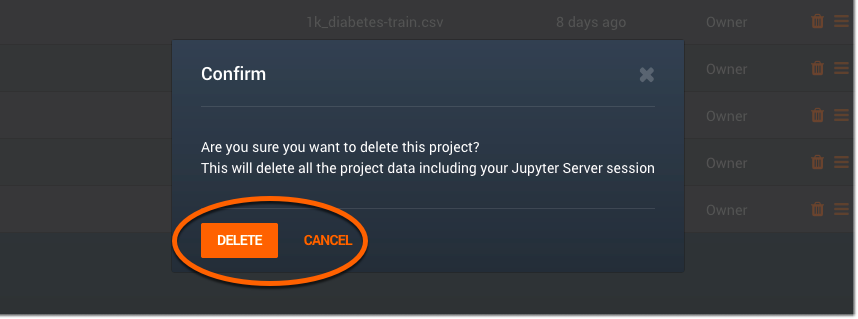 1k_diabetes-train.csv 8 days ago Owner
Owner
Confirm
Owner
Are you sure you want to delete this project?
This will delete all the project data including your Jupyter Server session
Owner
Owner
DELETE CANCEL